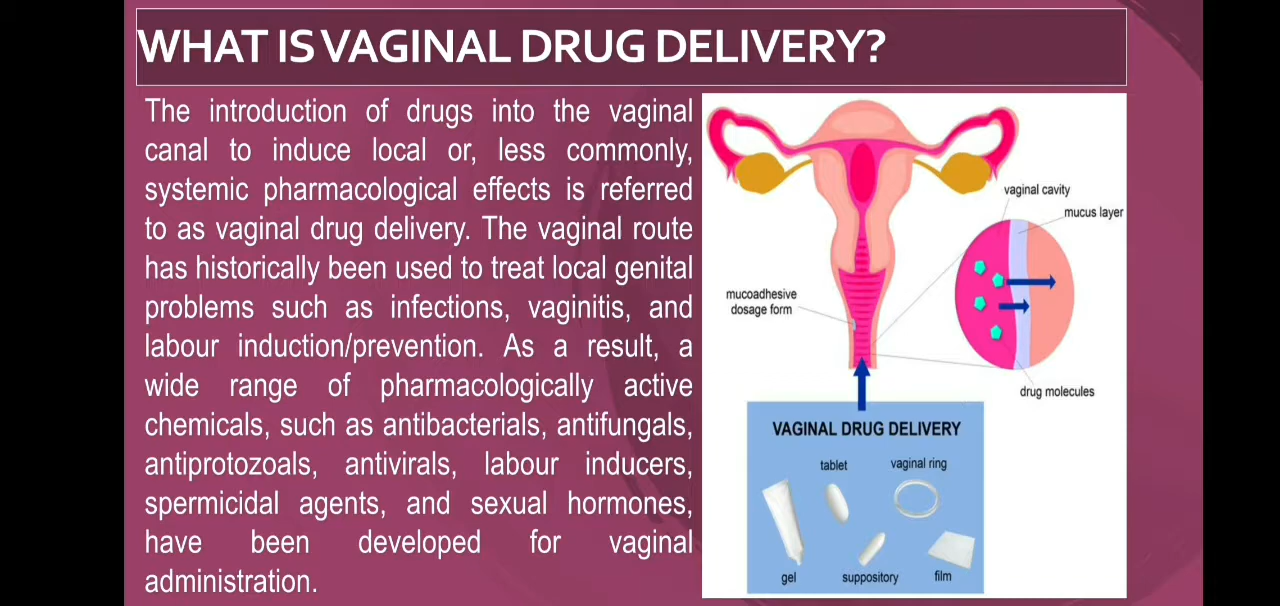 WHAT IS VAGINAL DRUG DELIVERY?
The introduction of drugs into the vaginal
canal to induce local or, less commonly,
systemic pharmacological effects is referred
to as vaginal drug delivery. The vaginal route
has historically been used to treat local genital
problems such as infections, vaginitis, and
labour induction/prevention. As a result, a
wide range of pharmacologically active
chemicals, such as antibacterials, antifungals,
antiprotozoals, antivirals, labour inducers,
spermicidal agents, and sexual hormones,
have been developed for vaginal
administration.
vaginal cavity
mucus layer
mucoadhesive
dosage form
drug molecules
VAGINAL DRUG DELIVERY
tablet
vaginal ring
gel
suppository
film